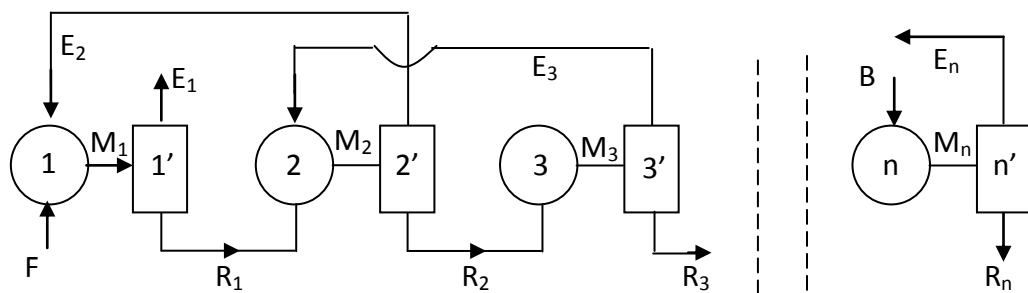 E₂
E₁
E₃
Eₙ
B
1
M₁
1’
2
M₂
2’
3
M₃
3’
n
Mₙ
n’
F
R₁
R₂
R₃
Rₙ